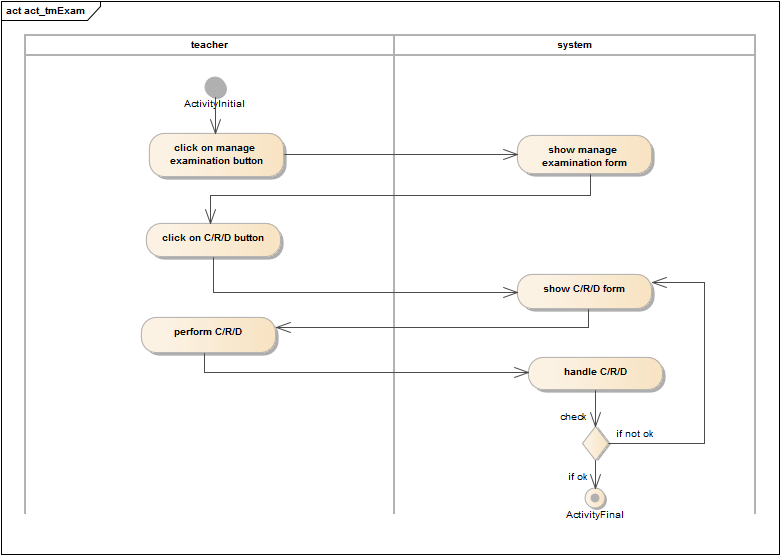 act act_tmExam
teacher
system
ActivityInitial
click on manage
examination button
show manage
examination form
click on C/R/D button
show C/R/D form
perform C/R/D
handle C/R/D
check
if not ok
if ok
ActivityFinal